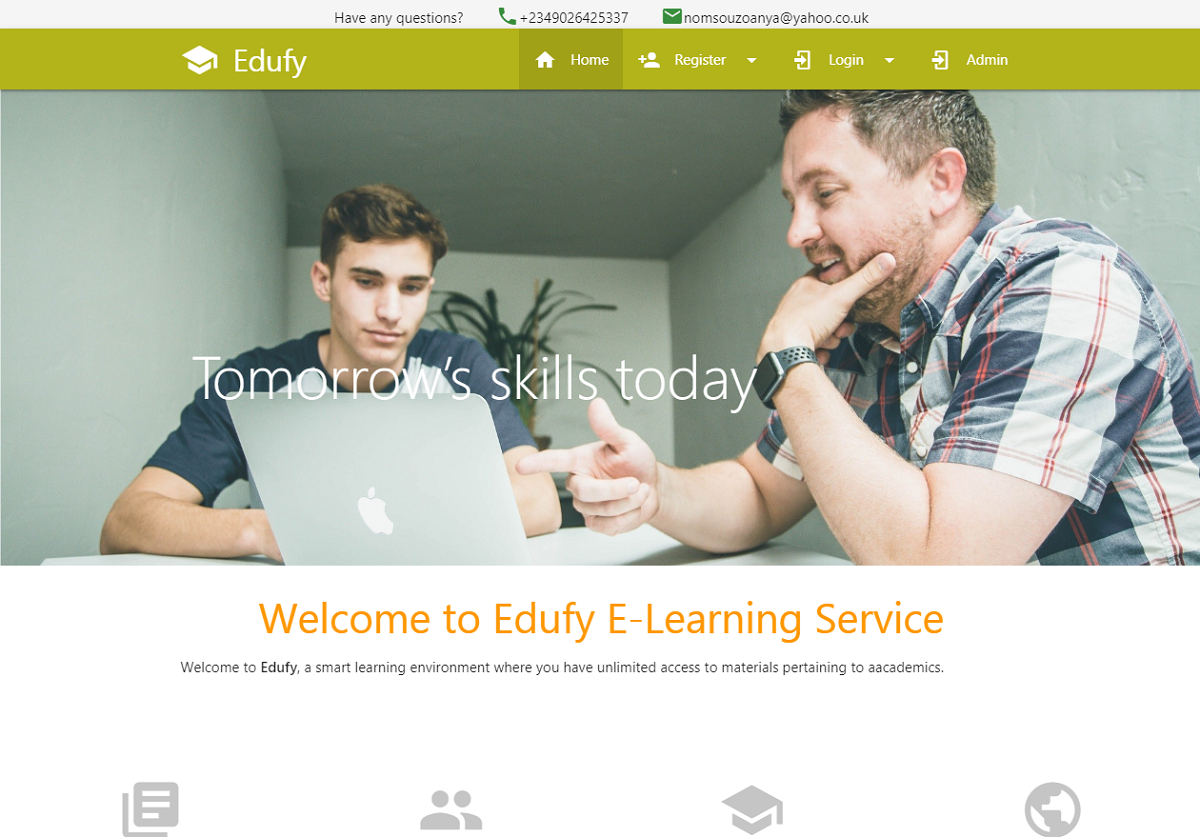 Have any questions? +2349026425337 nomsouzoanya@yahoo.co.uk
Edufy Home Register Login Admin
Tomorrow's skills today
Welcome to Edufy E-Learning Service
Welcome to Edufy, a smart learning environment where you have unlimited access to materials pertaining to aacademics.